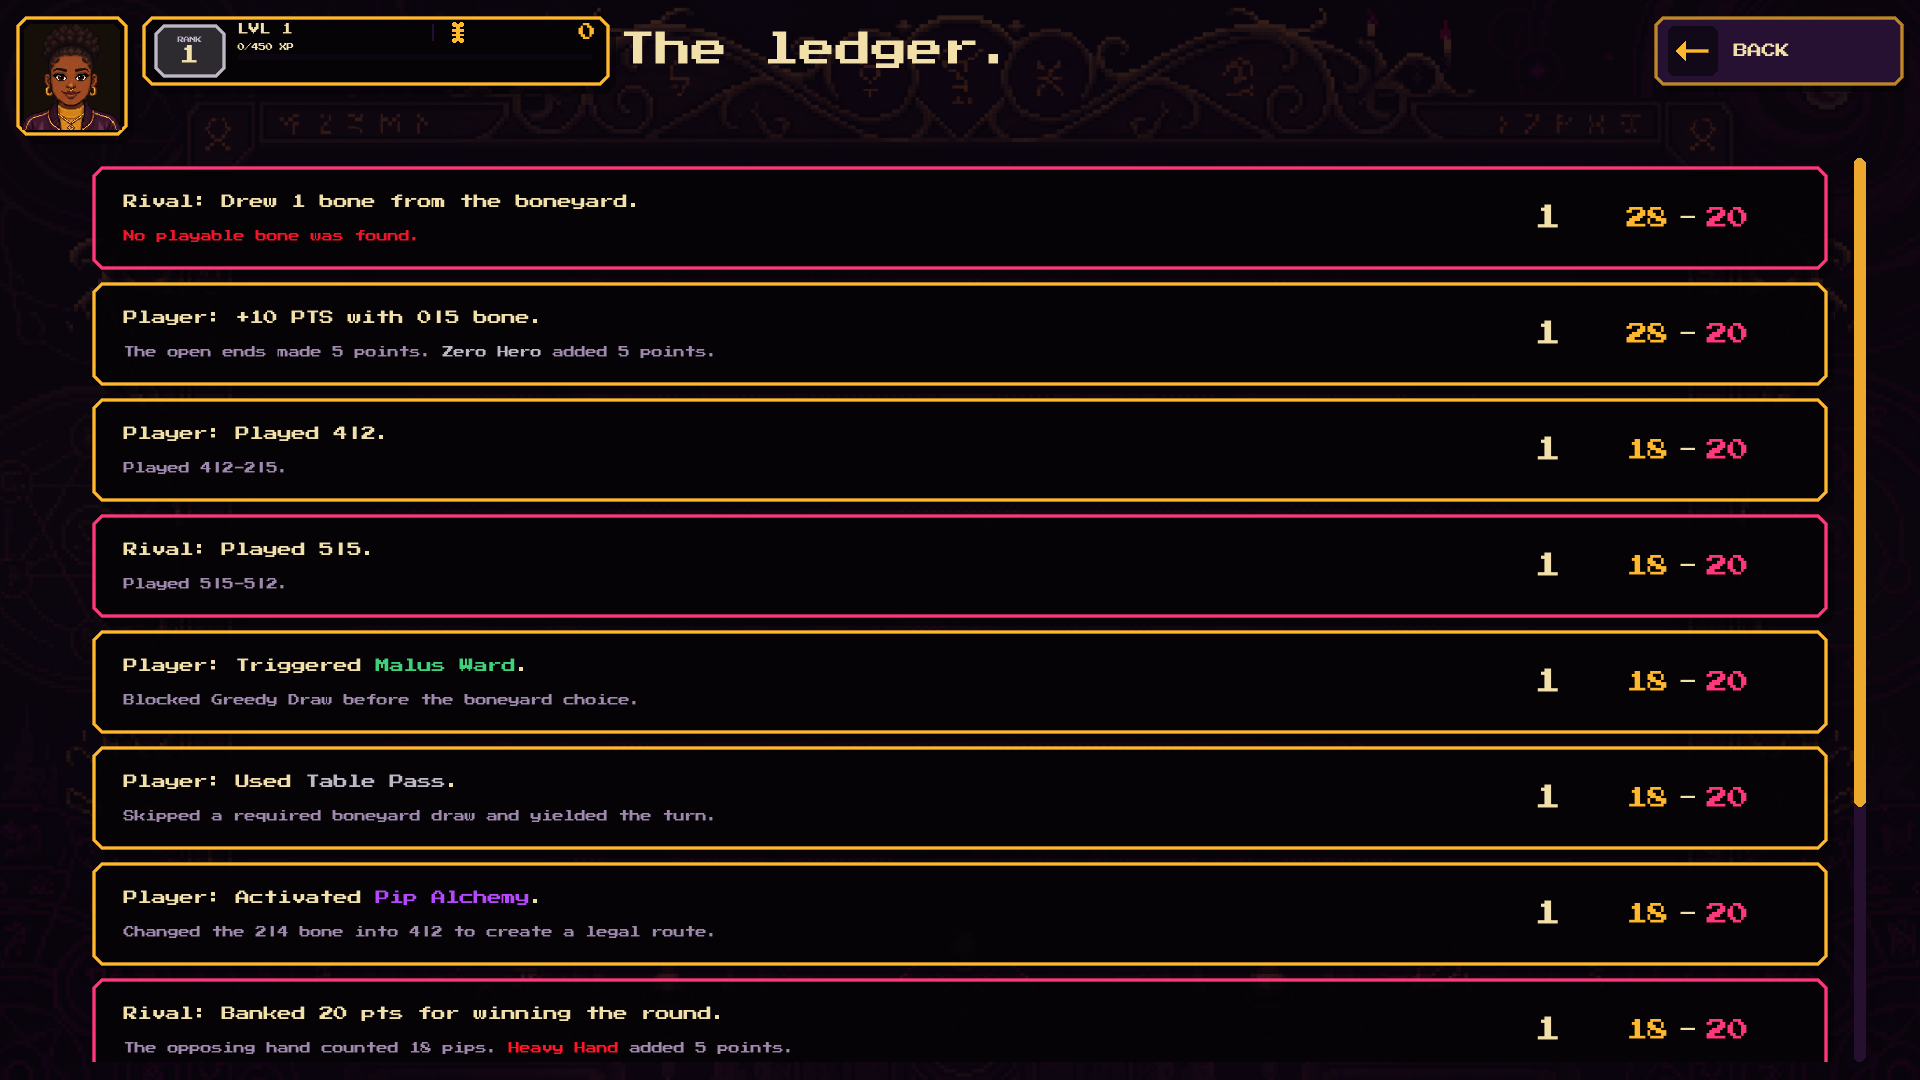 RANK
1
LVL 1
0/450 XP
0
The ledger.
BACK
Rival: Drew 1 bone from the boneyard.
No playable bone was found.
1
28 - 20
Player: +10 PTS with 0|5 bone.
The open ends made 5 points. Zero Hero added 5 points.
1
28 - 20
Player: Played 4|2.
Played 4|2-2|5.
1
18 - 20
Rival: Played 5|5.
Played 5|5-5|2.
1
18 - 20
Player: Triggered Malus Ward.
Blocked Greedy Draw before the boneyard choice.
1
18 - 20
Player: Used Table Pass.
Skipped a required boneyard draw and yielded the turn.
1
18 - 20
Player: Activated Pip Alchemy.
Changed the 2|4 bone into 4|2 to create a legal route.
1
18 - 20
Rival: Banked 20 pts for winning the round.
The opposing hand counted 18 pips. Heavy Hand added 5 points.
1
18 - 20